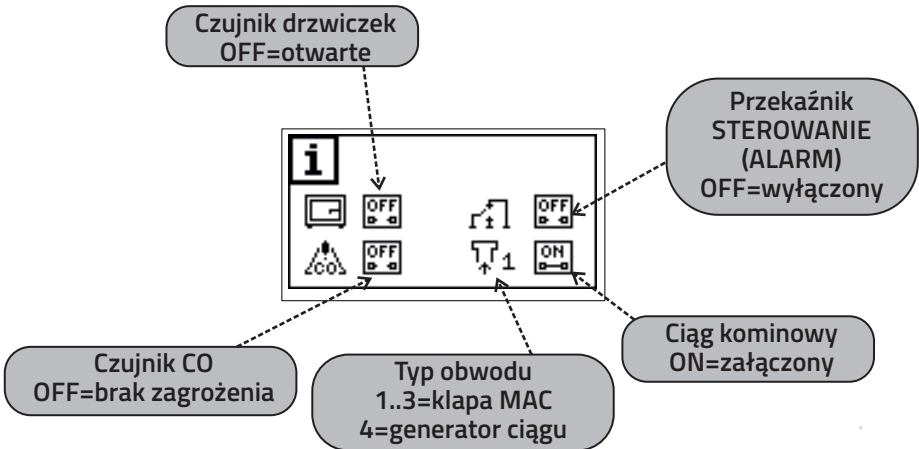 Czujnik drzwiczek
OFF=otwarte
Przekaźnik
STEROWANIE
(ALARM)
OFF=wyłączony
i
OFF
OFF
CO
OFF
1
ON
Ciąg kominowy
ON=załączony
Czujnik CO
OFF=brak zagrożenia
Typ obwodu
1..3=klapa MAC
4=generator ciągu